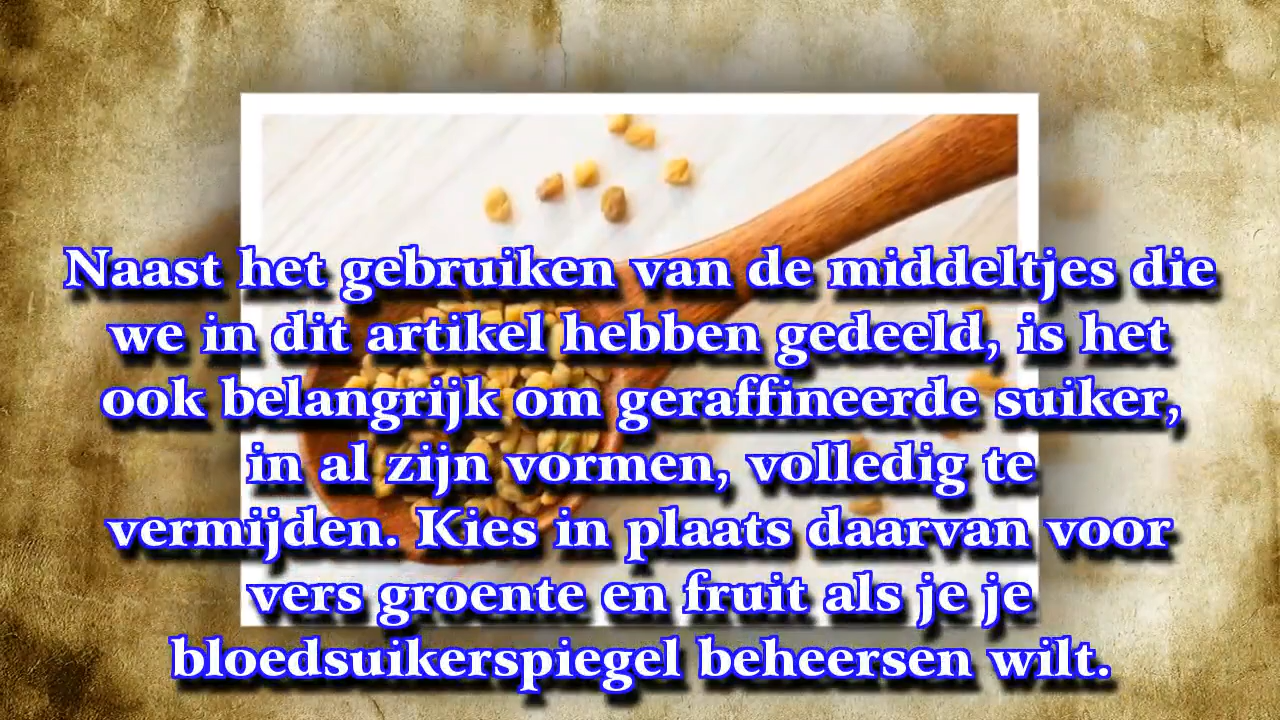 Naast het gebruiken van de middeltjes die
we in dit artikel hebben gedeeld, is het
ook belangrijk om geraffineerde suiker,
in al zijn vormen, volledig te
vermijden. Kies in plaats daarvan voor
vers groente en fruit als je je
bloedsuikerspiegel beheersen wilt.